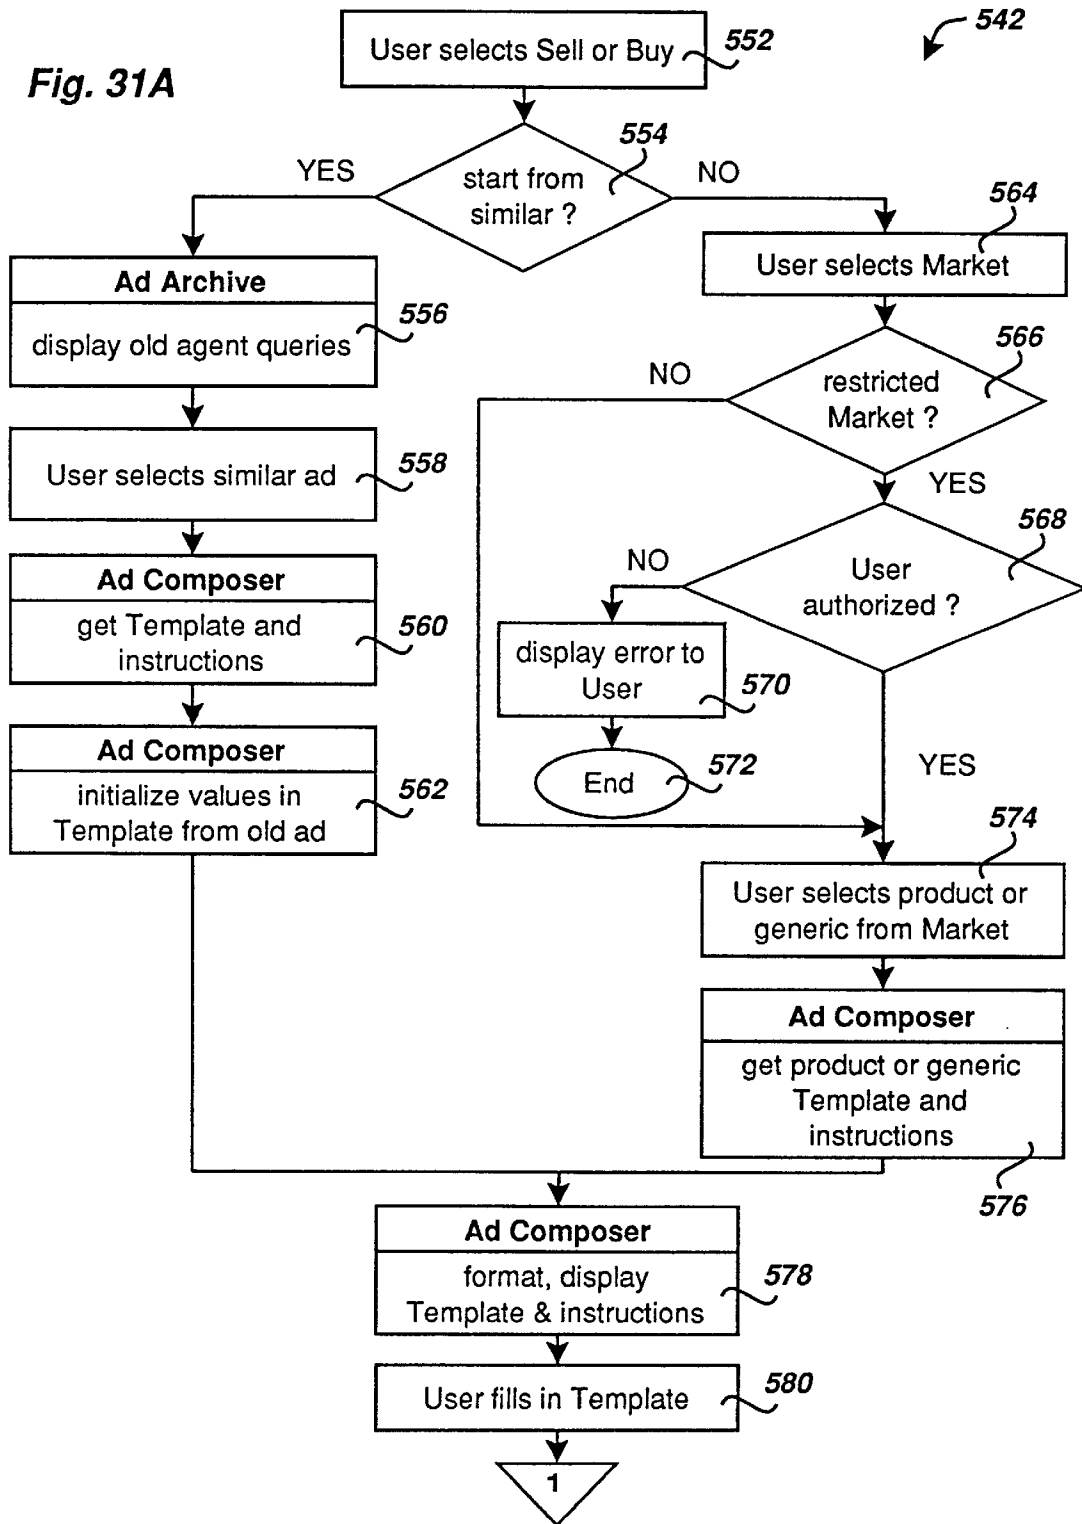 Fig. 31A
542
User selects Sell or Buy
552
554
start from
similar ?
YES
NO
Ad Archive
display old agent queries
556
User selects similar ad
558
Ad Composer
get Template and
instructions
560
Ad Composer
initialize values in
Template from old ad
562
564
User selects Market
566
restricted
Market ?
NO
YES
568
User
authorized ?
NO
display error to
User
570
End
572
YES
574
User selects product or
generic from Market
Ad Composer
get product or generic
Template and
instructions
576
Ad Composer
format, display
Template & instructions
578
User fills in Template
580
1